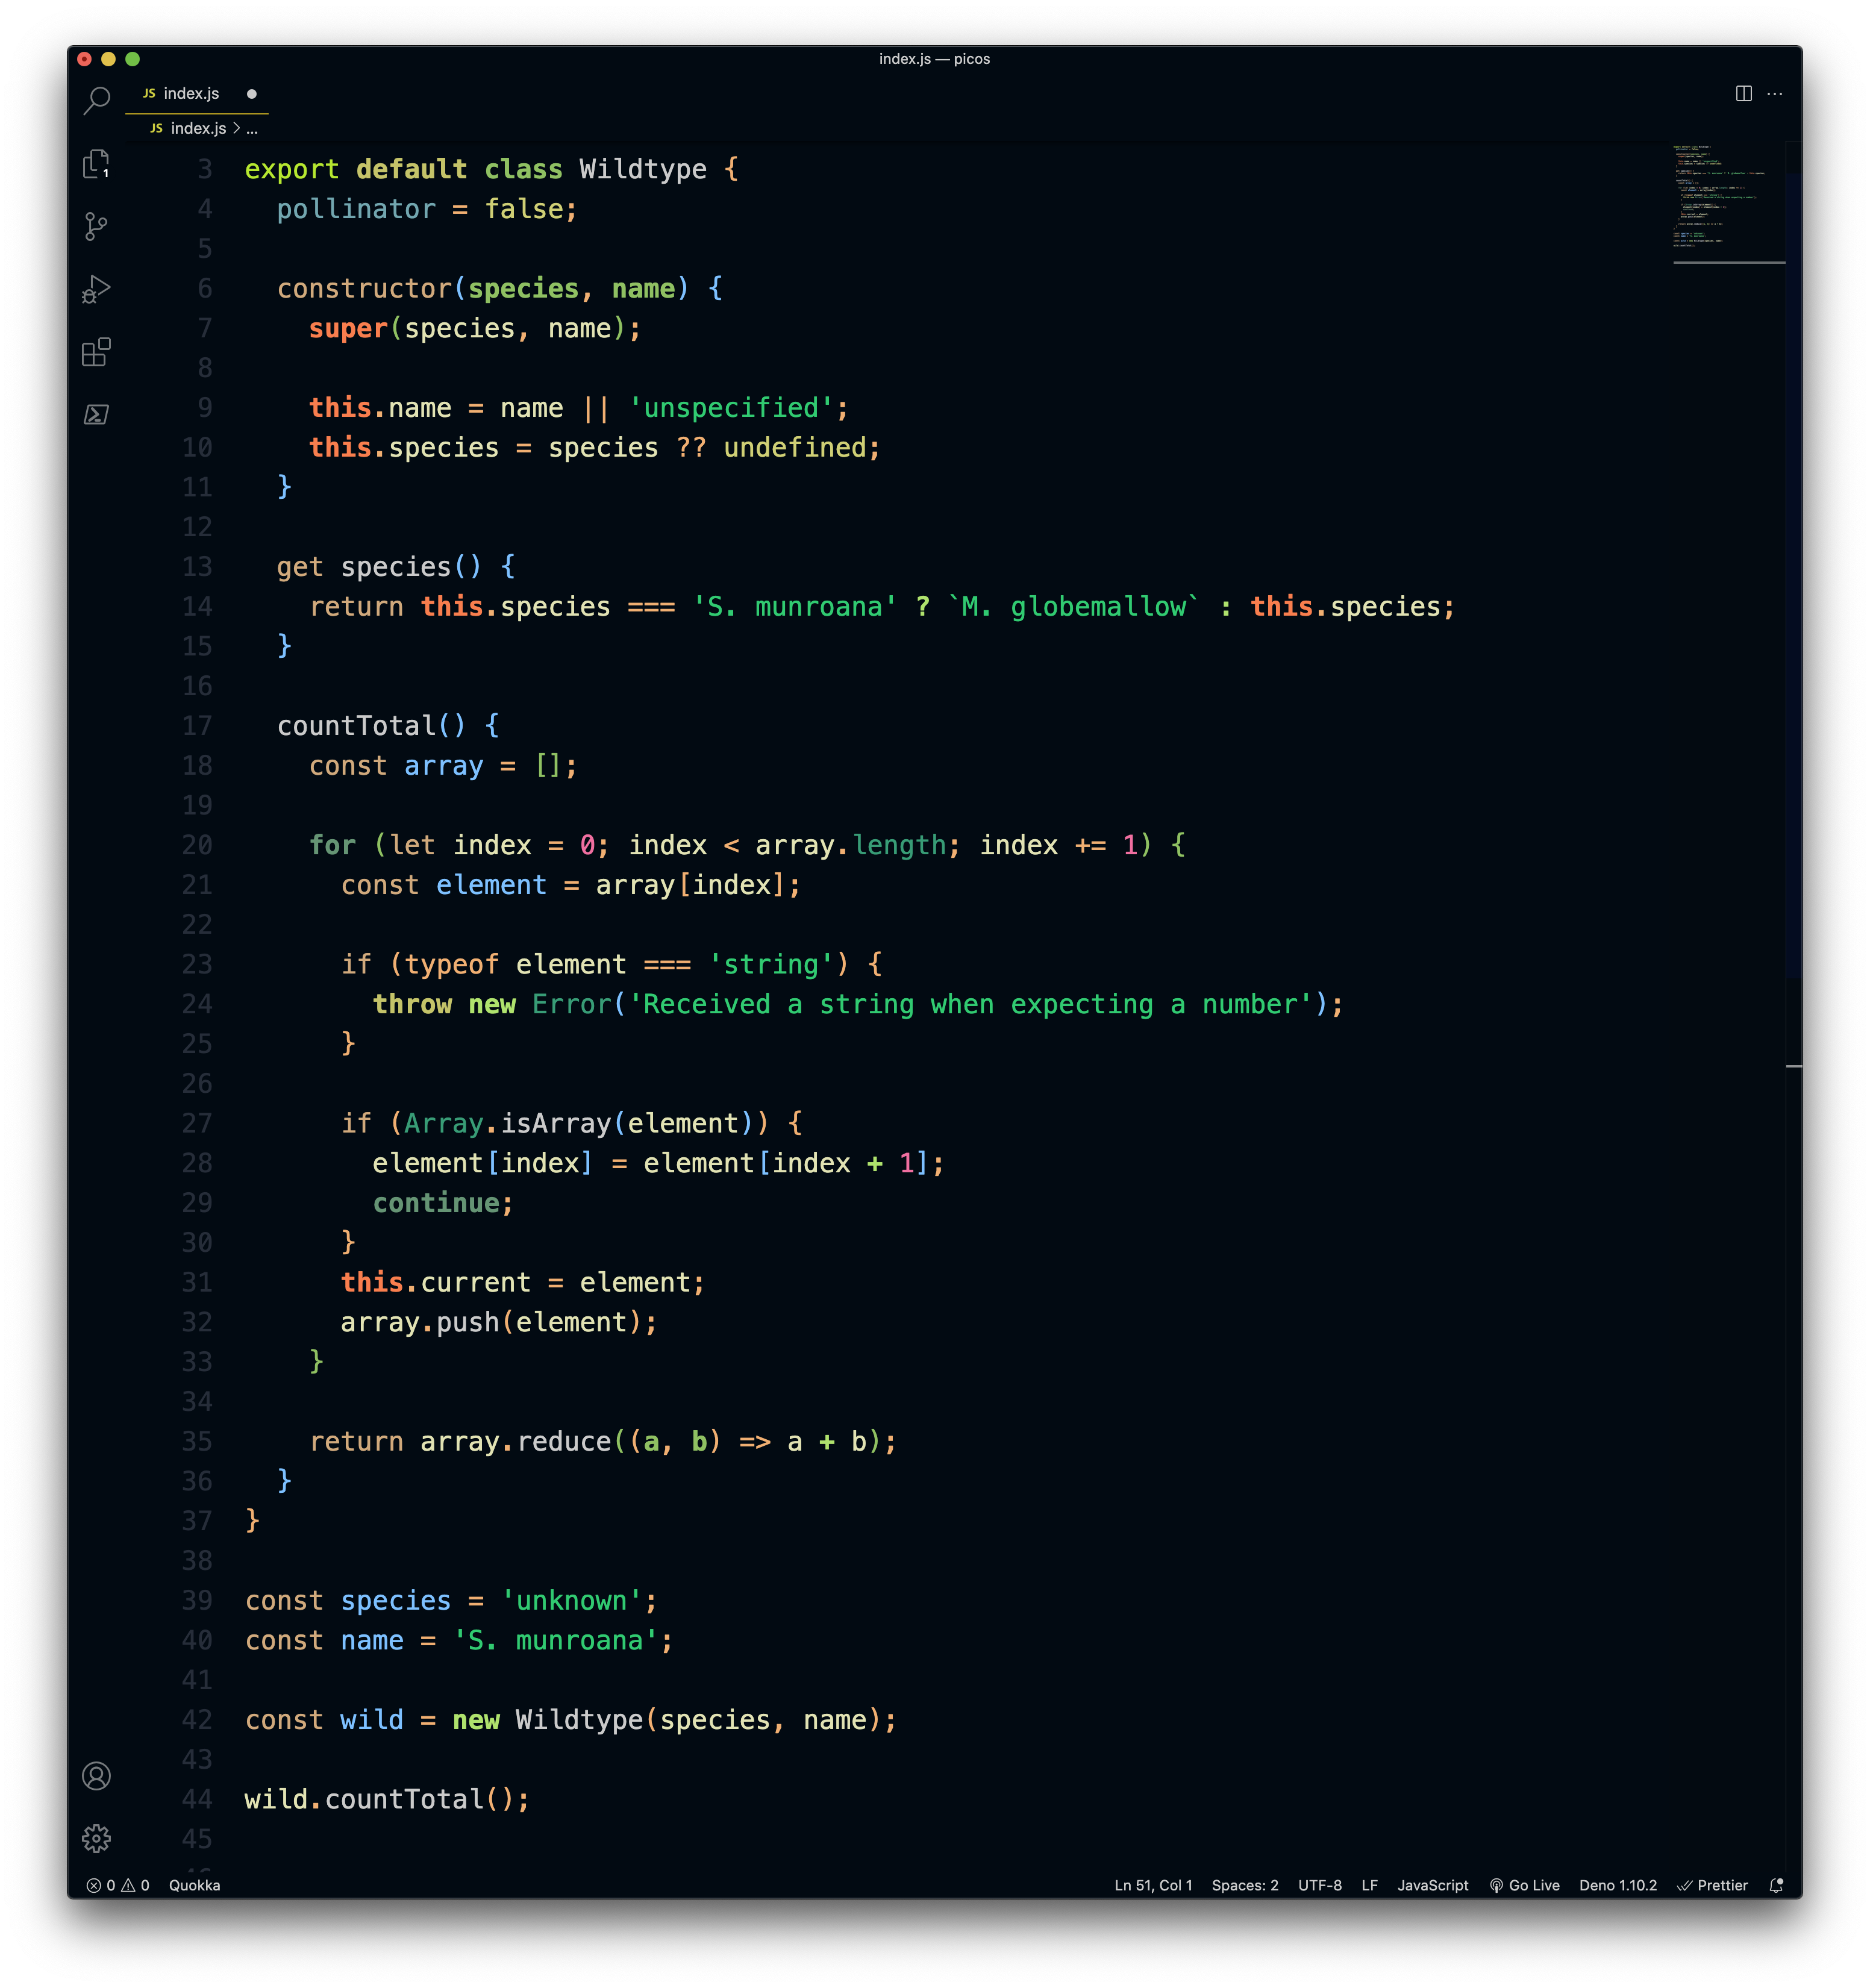 index.js — picos
JS index.js
JS index.js > ...
3 export default class Wildtype {
4 pollinator = false;
5
6 constructor(species, name) {
7 super(species, name);
8
9 this.name = name || 'unspecified';
10 this.species = species ?? undefined;
11 }
12
13 get species() {
14 return this.species === 'S. munroana' ? `M. globemallow` : this.species;
15 }
16
17 countTotal() {
18 const array = [];
19
20 for (let index = 0; index < array.length; index += 1) {
21 const element = array[index];
22
23 if (typeof element === 'string') {
24 throw new Error('Received a string when expecting a number');
25 }
26
27 if (Array.isArray(element)) {
28 element[index] = element[index + 1];
29 continue;
30 }
31 this.current = element;
32 array.push(element);
33 }
34
35 return array.reduce((a, b) => a + b);
36 }
37 }
38
39 const species = 'unknown';
40 const name = 'S. munroana';
41
42 const wild = new Wildtype(species, name);
43
44 wild.countTotal();
45
1
0 0 Quokka Ln 51, Col 1 Spaces: 2 UTF-8 LF JavaScript Go Live Deno 1.10.2 Prettier